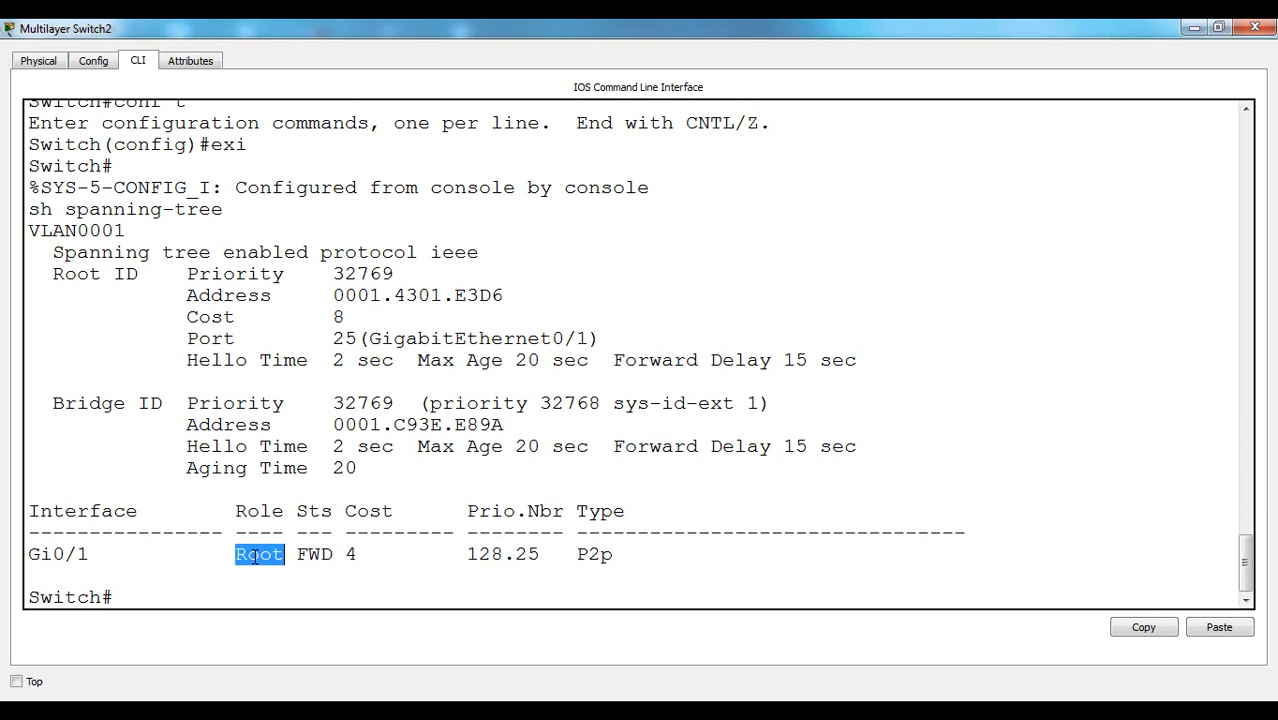 Multilayer Switch2
Physical Config CLI Attributes
IOS Command Line Interface
Switch#conf t
Enter configuration commands, one per line.  End with CNTL/Z.
Switch(config)#exi
Switch#
%SYS-5-CONFIG_I: Configured from console by console
sh spanning-tree
VLAN0001
  Spanning tree enabled protocol ieee
  Root ID    Priority    32769
             Address     0001.4301.E3D6
             Cost        8
             Port        25(GigabitEthernet0/1)
             Hello Time  2 sec  Max Age 20 sec  Forward Delay 15 sec
  Bridge ID  Priority    32769  (priority 32768 sys-id-ext 1)
             Address     0001.C93E.E89A
             Hello Time  2 sec  Max Age 20 sec  Forward Delay 15 sec
             Aging Time  20
Interface        Role Sts Cost      Prio.Nbr Type
---------------- ---- --- --------- -------- --------------------------------
Gi0/1            Root FWD 4         128.25   P2p
Switch#
Copy Paste
Top